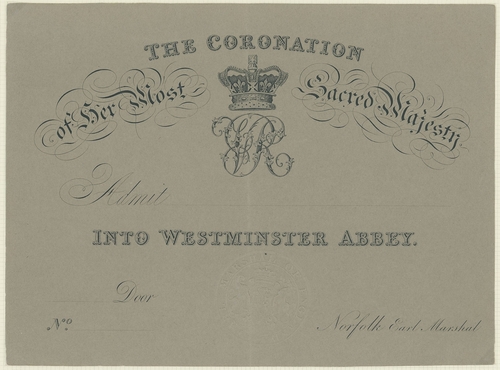 The Coronation
of Her Most Sacred Majesty
VR
Admit
Into Westminster Abbey.
Door
No.
Norfolk Earl Marshal